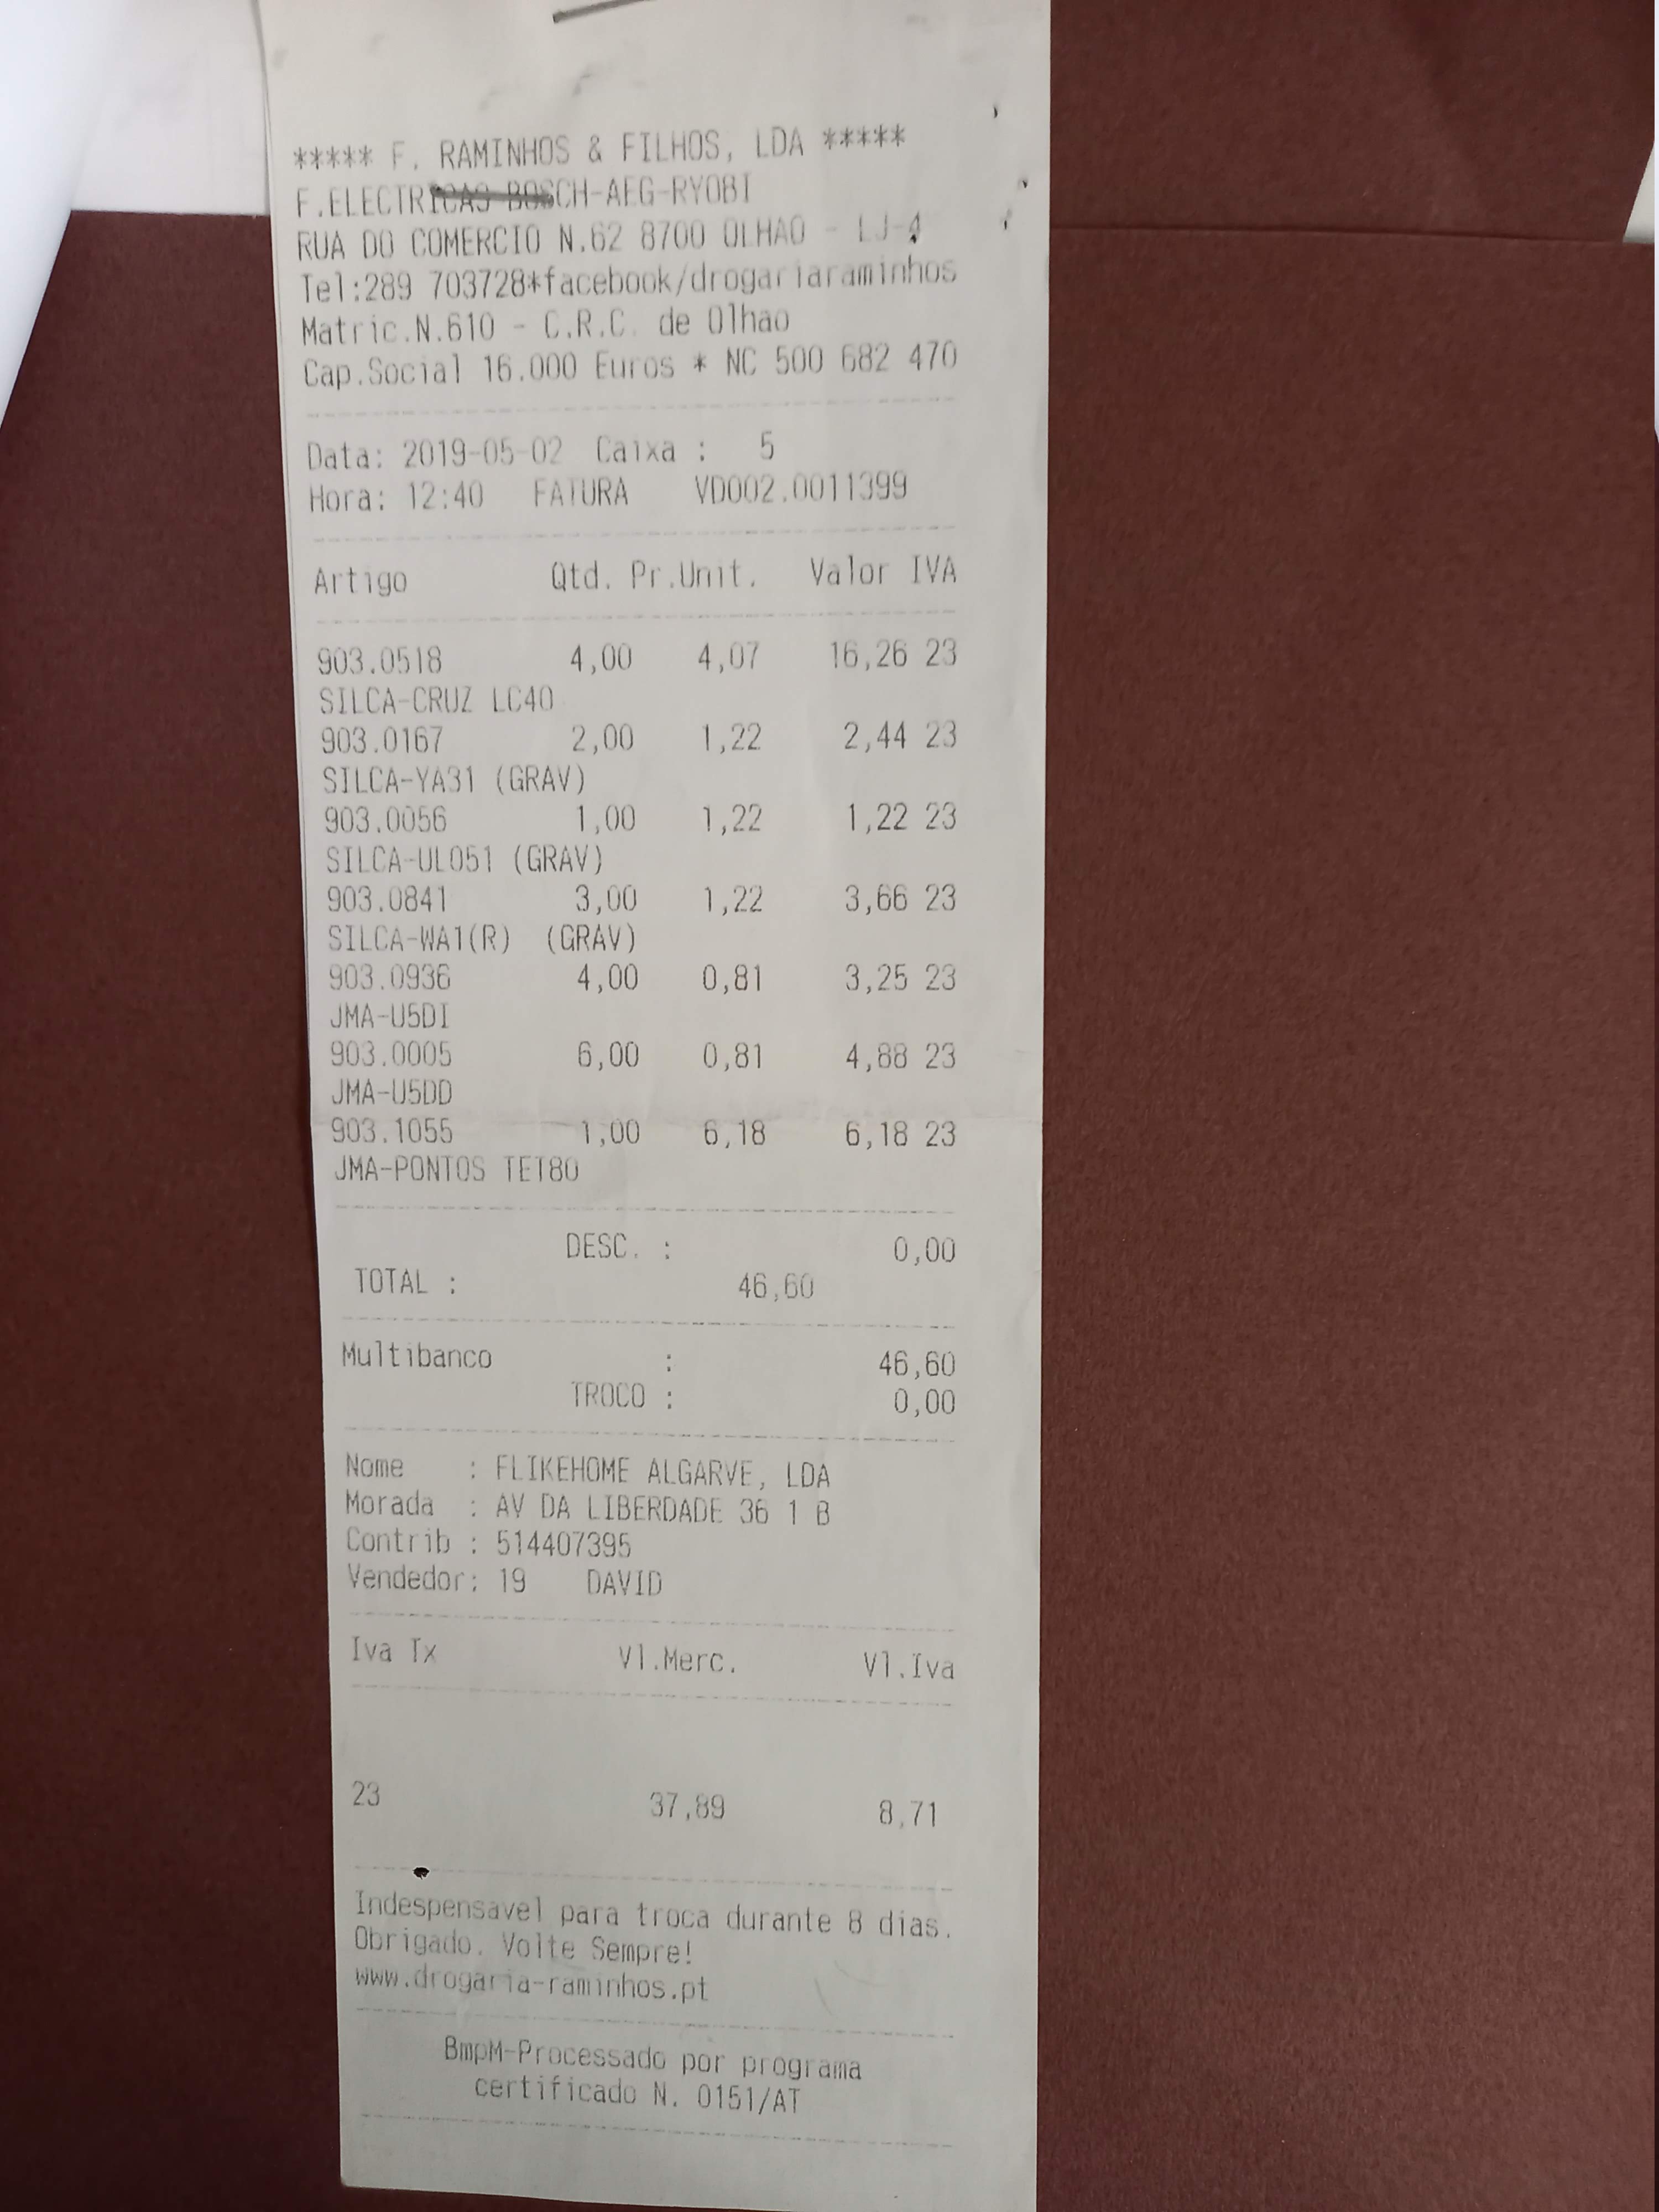 ***** F. RAMINHOS & FILHOS, LDA *****
F.ELECTRICAS BOSCH-AEG-RYOBI
RUA DO COMERCIO N.62 8700 OLHAO - LJ-4
Tel:289 703728*facebook/drogariaraminhos
Matric.N.610 - C.R.C. de Olhao
Cap.Social 16.000 Euros * NC 500 682 470
Data: 2019-05-02 Caixa : 5
Hora: 12:40 FATURA VD002.0011399
Artigo Qtd. Pr.Unit. Valor IVA
903.0518 4,00 4,07 16,26 23
SILCA-CRUZ LC40
903.0167 2,00 1,22 2,44 23
SILCA-YA31 (GRAV)
903.0056 1,00 1,22 1,22 23
SILCA-UL051 (GRAV)
903.0841 3,00 1,22 3,66 23
SILCA-WA1(R) (GRAV)
903.0936 4,00 0,81 3,25 23
JMA-U5DI
903.0005 6,00 0,81 4,88 23
JMA-U5DD
903.1055 1,00 6,18 6,18 23
JMA-PONTOS TET80
DESC. : 0,00
TOTAL : 46,60
Multibanco : 46,60
TROCO : 0,00
Nome : FLIKEHOME ALGARVE, LDA
Morada : AV DA LIBERDADE 36 1 B
Contrib : 514407395
Vendedor: 19 DAVID
Iva Tx Vl.Merc. Vl.Iva
23 37,89 8,71
Indespensavel para troca durante 8 dias.
Obrigado. Volte Sempre!
www.drogaria-raminhos.pt
BmpM-Processado por programa
certificado N. 0151/AT